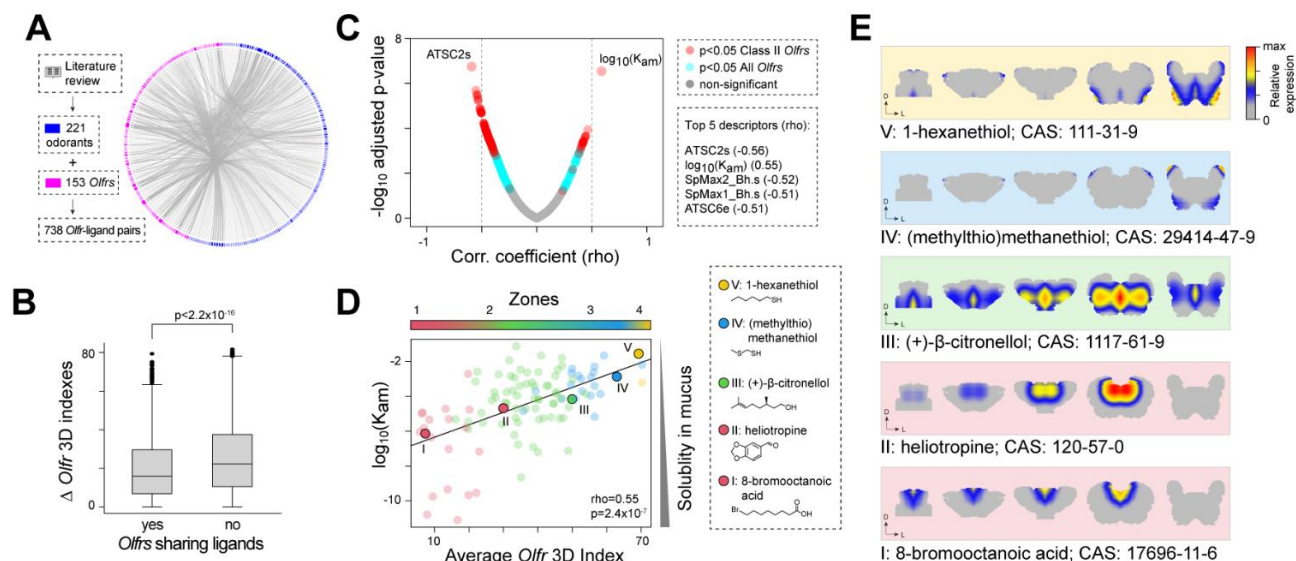 A
Literature
review
221
odorants
+
153 Olfrs
738 Olfr-ligand pairs
B
p<2.2x10-16
80
0
Δ Olfr 3D indexes
yes
no
Olfrs sharing ligands
C
8
0
-log10 adjusted p-value
ATSC2s
log10(Kam)
-1
1
Corr. coefficient (rho)
p<0.05 Class II Olfrs
p<0.05 All Olfrs
non-significant
Top 5 descriptors (rho):
ATSC2s (-0.56)
log10(Kam) (0.55)
SpMax2_Bh.s (-0.52)
SpMax1_Bh.s (-0.51)
ATSC6e (-0.51)
D
Zones
1
2
3
4
-2
-10
log10(Kam)
I
II
III
IV
V
rho=0.55
p=2.4x10-7
10
70
Average Olfr 3D Index
Solublity in mucus
V: 1-hexanethiol
SH
IV: (methylthio)
methanethiol
S
SH
III: (+)-β-citronellol
OH
II: heliotropine
O
O
O
I: 8-bromooctanoic
acid
Br
O
OH
E
max
0
Relative
expression
D
L
V: 1-hexanethiol; CAS: 111-31-9
D
L
IV: (methylthio)methanethiol; CAS: 29414-47-9
D
L
III: (+)-β-citronellol; CAS: 1117-61-9
D
L
II: heliotropine; CAS: 120-57-0
D
L
I: 8-bromooctanoic acid; CAS: 17696-11-6